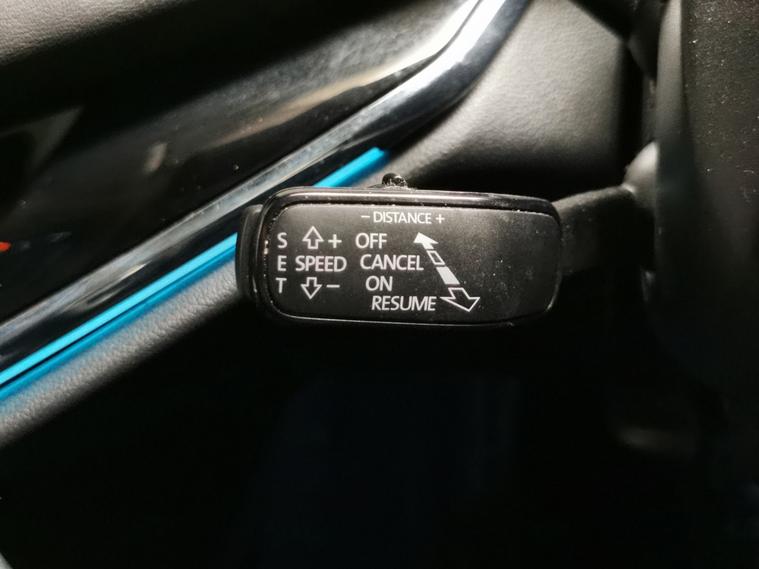 – DISTANCE +
S + OFF
E SPEED CANCEL
T – ON
RESUME